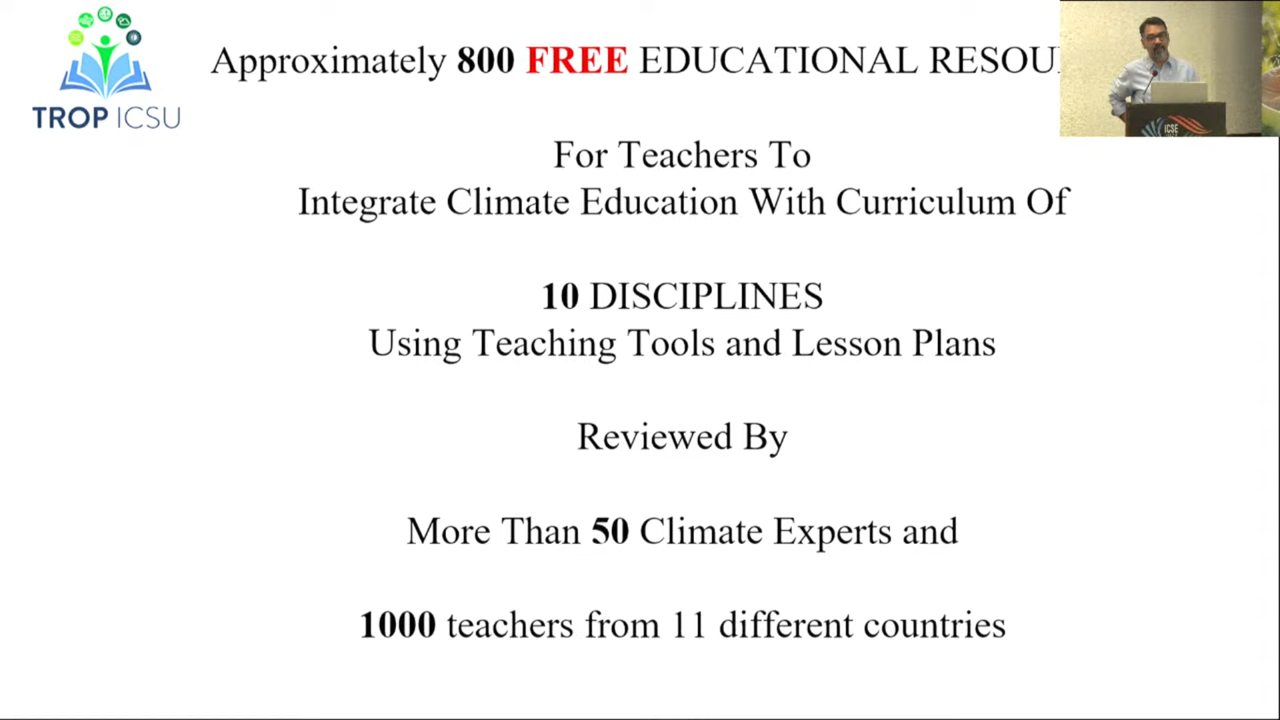 TROP ICSU
Approximately 800 FREE EDUCATIONAL
For Teachers To
Integrate Climate Education With Curriculum Of
10 DISCIPLINES
Using Teaching Tools and Lesson Plans
Reviewed By
More Than 50 Climate Experts and
1000 teachers from 11 different countries
ICSE